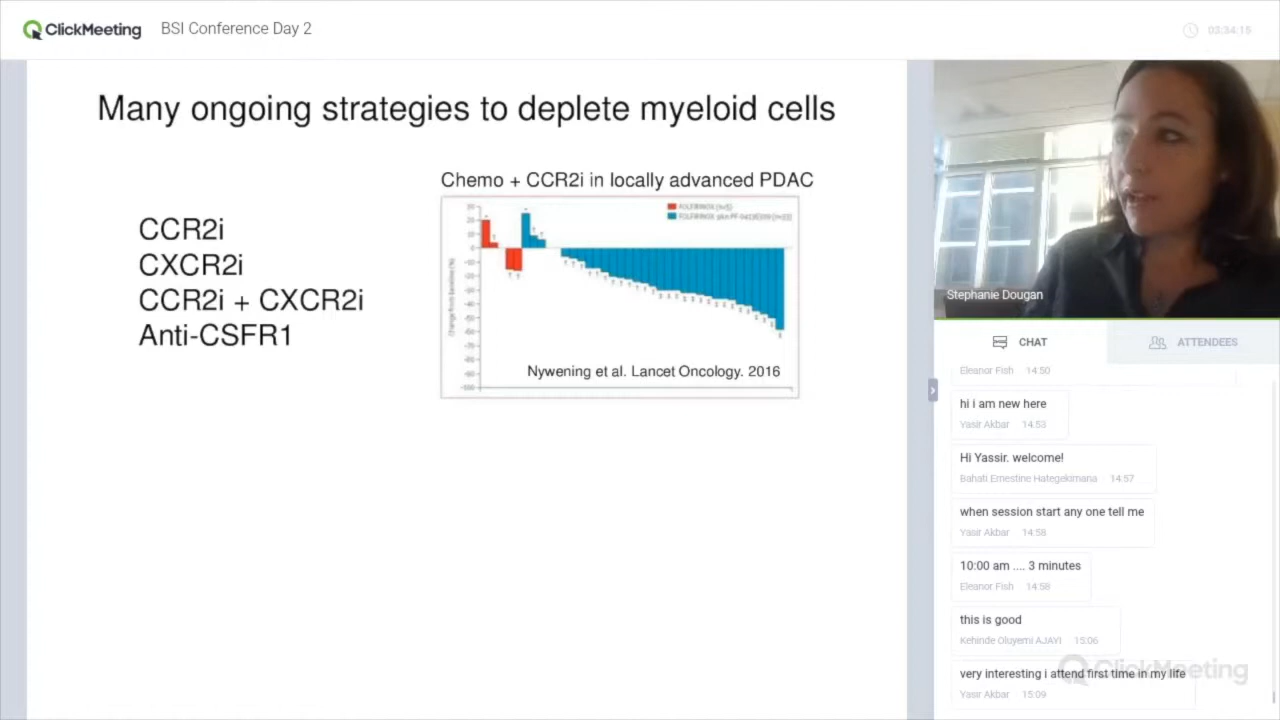 ClickMeeting
BSI Conference Day 2
03:34:15
Many ongoing strategies to deplete myeloid cells
CCR2i
CXCR2i
CCR2i + CXCR2i
Anti-CSFR1
Chemo + CCR2i in locally advanced PDAC
Nywening et al. Lancet Oncology. 2016
Stephanie Dougan
CHAT
ATTENDEES
Eleanor Fish 14:50
hi i am new here
Yasir Akbar 14:53
Hi Yassir. welcome!
Bahati Ernestine Hategekimana 14:57
when session start any one tell me
Yasir Akbar 14:58
10:00 am .... 3 minutes
Eleanor Fish 14:58
this is good
Kehinde Oluyemi AJAYI 15:06
very interesting i attend first time in my life
Yasir Akbar 15:09
ClickMeeting